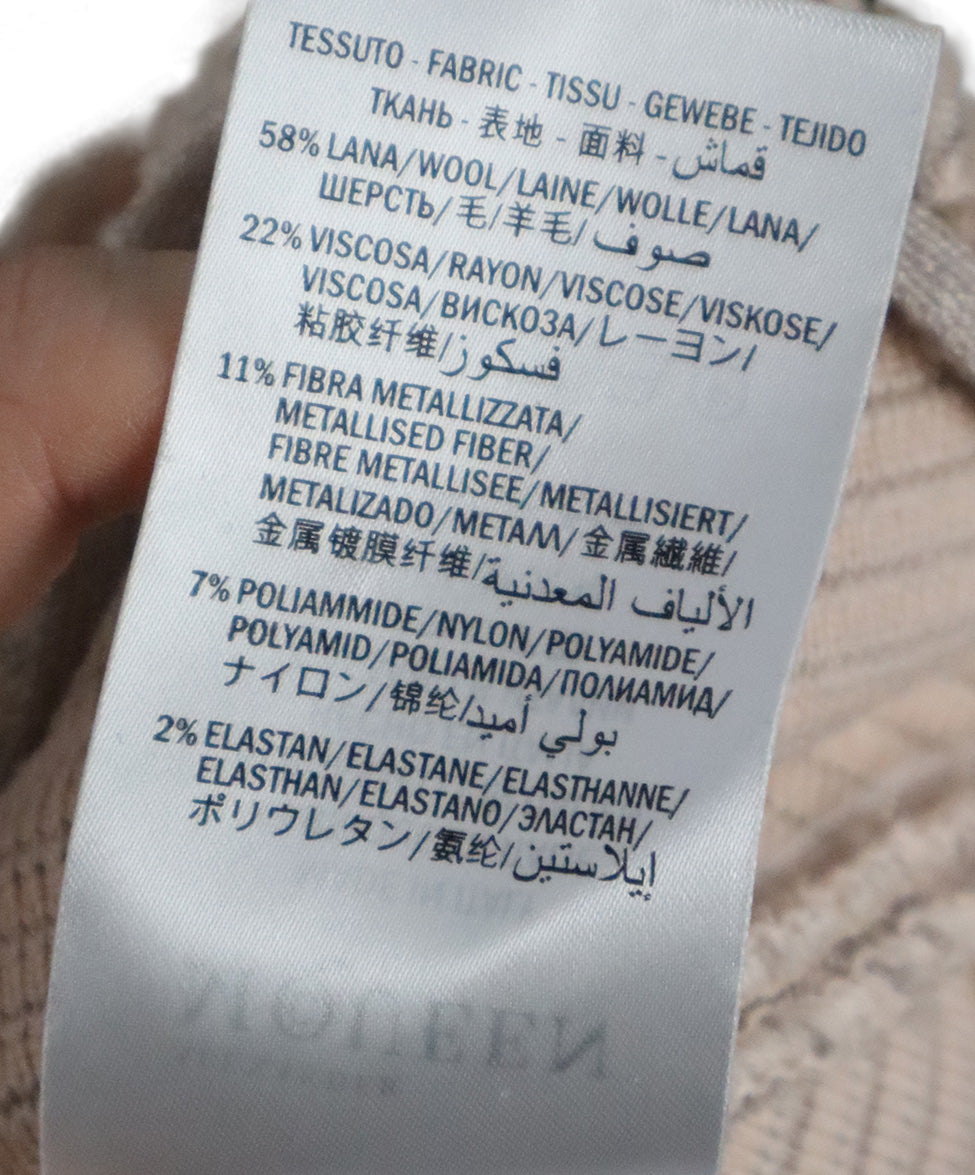 TESSUTO - FABRIC - TISSU - GEWEBE - TEJIDO
ТКАНЬ - 表地 - 面料 - قماش
58% LANA/WOOL/LAINE/WOLLE/LANA/
ШЕРСТЬ/毛/羊毛/صوف
22% VISCOSA/RAYON/VISCOSE/VISKOSE/
VISCOSA/ВИСКОЗА/レーヨン/
粘胶纤维/فسكوز
11% FIBRA METALLIZZATA/
METALLISED FIBER/
FIBRE METALLISEE/METALLISIERT/
METALIZADO/МЕТАЛЛ/金属繊維/
金属镀膜纤维/الألياف المعدنية
7% POLIAMMIDE/NYLON/POLYAMIDE/
POLYAMID/POLIAMIDA/ПОЛИАМИД/
ナイロン/锦纶/بولي أميد
2% ELASTAN/ELASTANE/ELASTHANNE/
ELASTHAN/ELASTANO/ЭЛАСТАН/
ポリウレタン/氨纶/إيلاستين
MQUEEN